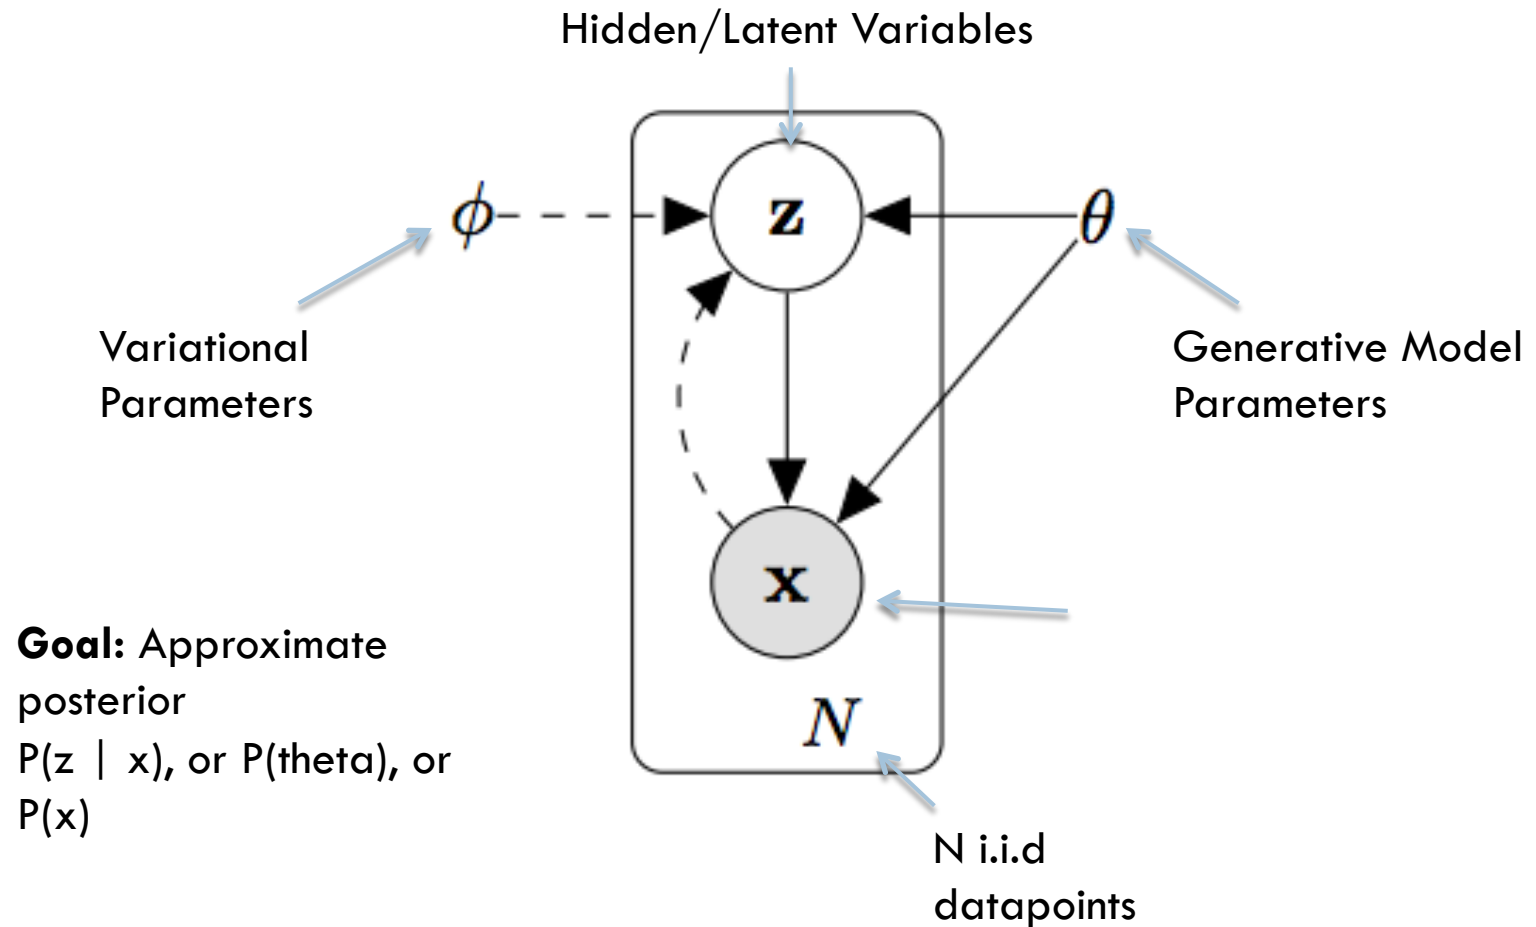 Hidden/Latent Variables
ϕ
z
θ
Variational
Parameters
Generative Model
Parameters
x
Goal: Approximate
posterior
P(z | x), or P(theta), or
P(x)
N
N i.i.d
datapoints